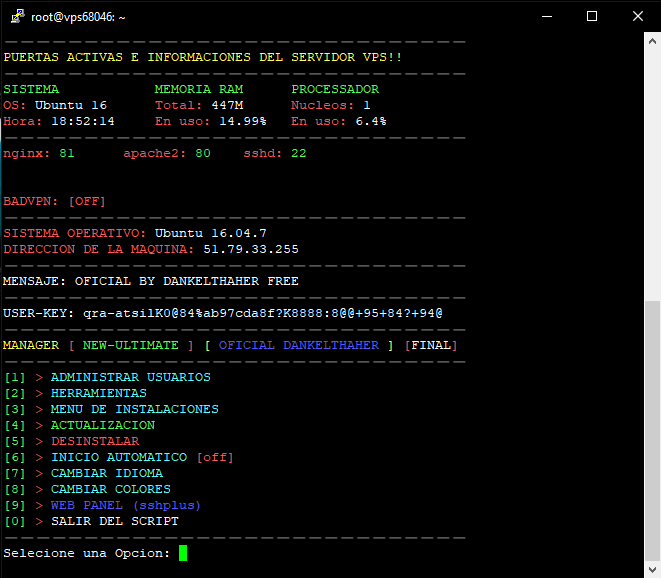 root@vps68046: ~
PUERTAS ACTIVAS E INFORMACIONES DEL SERVIDOR VPS!!
SISTEMA MEMORIA RAM PROCESSADOR
OS: Ubuntu 16 Total: 447M Nucleos: 1
Hora: 18:52:14 En uso: 14.99% En uso: 6.4%
nginx: 81 apache2: 80 sshd: 22
BADVPN: [OFF]
SISTEMA OPERATIVO: Ubuntu 16.04.7
DIRECCION DE LA MAQUINA: 51.79.33.255
MENSAJE: OFICIAL BY DANKELTHAHER FREE
USER-KEY: qra-atsilK0@84%ab97cda8f?K8888:8@@+95+84?+94@
MANAGER [ NEW-ULTIMATE ] [ OFICIAL DANKELTHAHER ] [FINAL]
[1] > ADMINISTRAR USUARIOS
[2] > HERRAMIENTAS
[3] > MENU DE INSTALACIONES
[4] > ACTUALIZACION
[5] > DESINSTALAR
[6] > INICIO AUTOMATICO [off]
[7] > CAMBIAR IDIOMA
[8] > CAMBIAR COLORES
[9] > WEB PANEL (sshplus)
[0] > SALIR DEL SCRIPT
Selecione una Opcion: